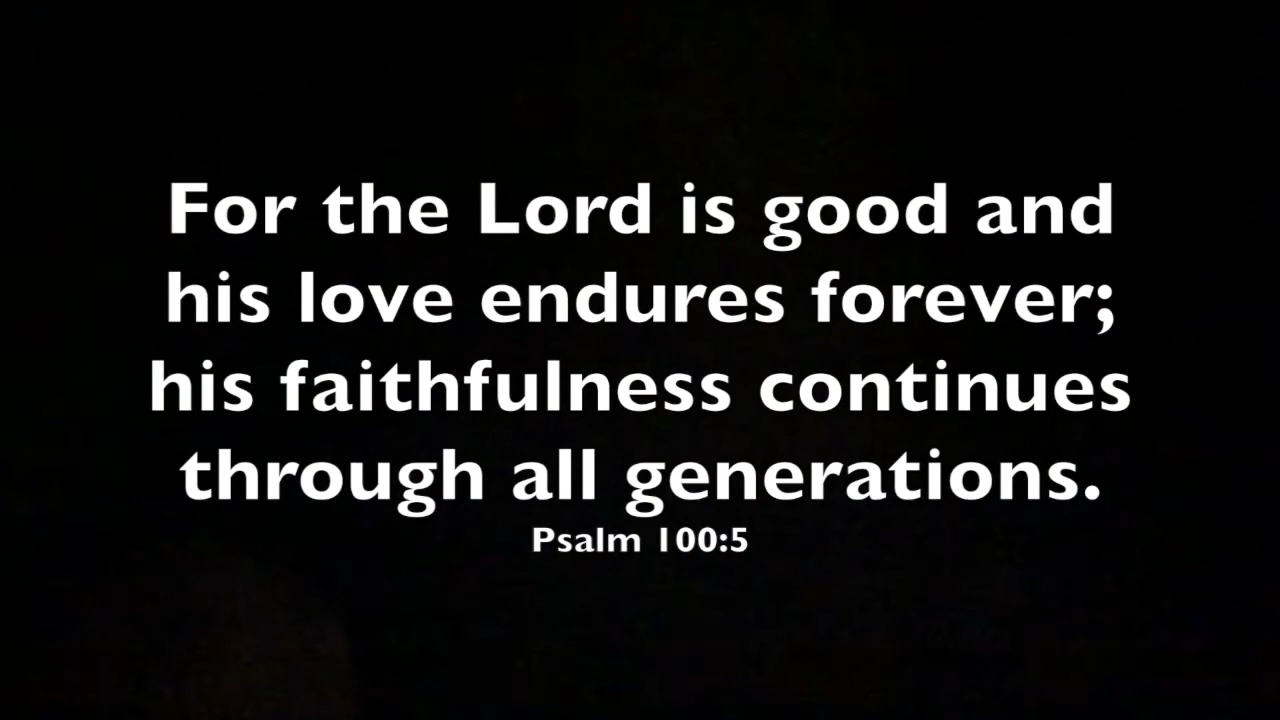 For the Lord is good and
his love endures forever;
his faithfulness continues
through all generations.
Psalm 100:5